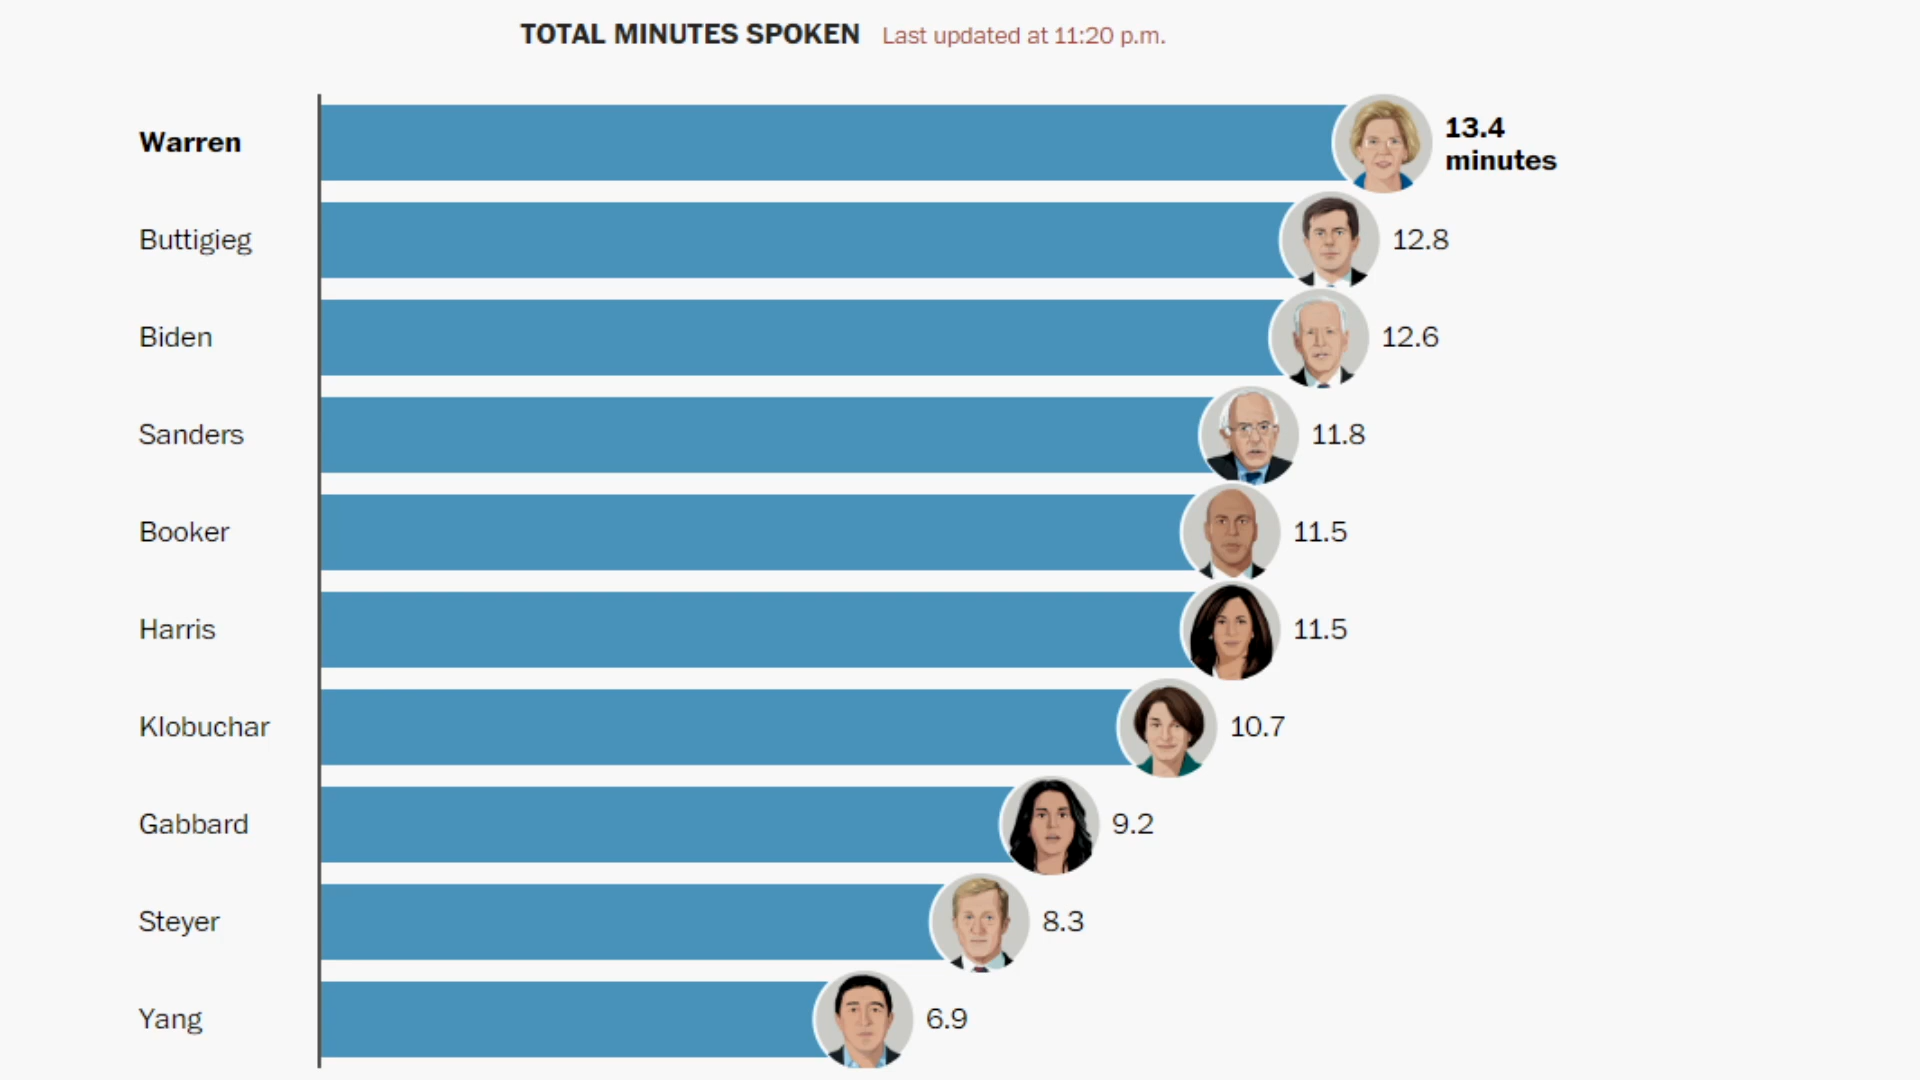 TOTAL MINUTES SPOKEN Last updated at 11:20 p.m.
Warren 13.4 minutes
Buttigieg 12.8
Biden 12.6
Sanders 11.8
Booker 11.5
Harris 11.5
Klobuchar 10.7
Gabbard 9.2
Steyer 8.3
Yang 6.9